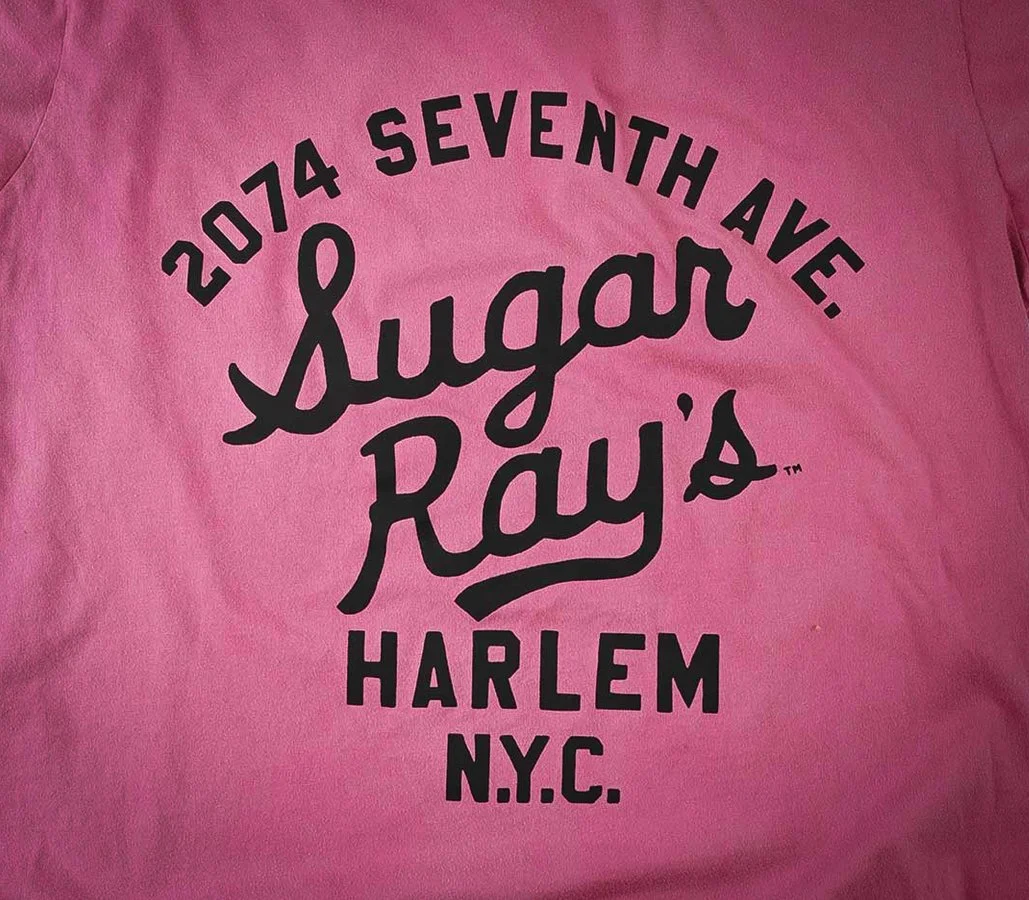 2074 SEVENTH AVE.
Sugar
Ray's™
HARLEM
N.Y.C.